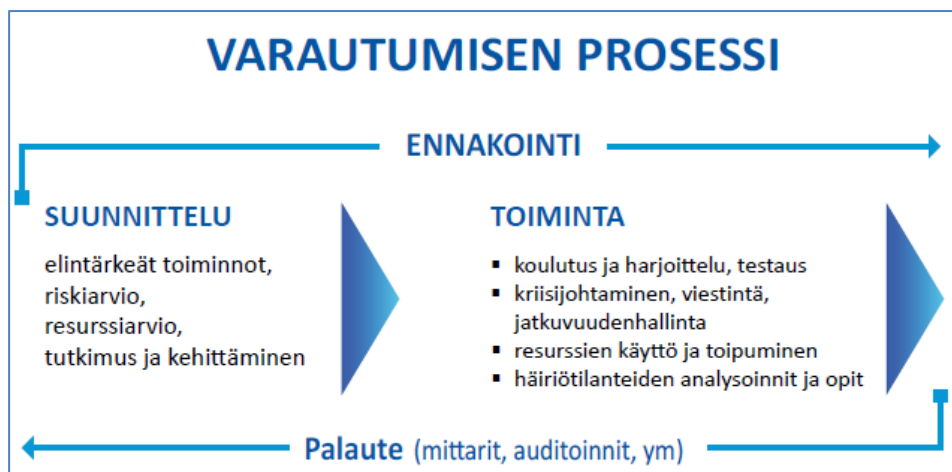 VARAUTUMISEN PROSESSI
ENNAKOINTI
SUUNNITTELU
elintärkeät toiminnot,
riskiarvio,
resurssiarvio,
tutkimus ja kehittäminen
TOIMINTA
▪ koulutus ja harjoittelu, testaus
▪ kriisijohtaminen, viestintä,
jatkuvuudenhallinta
▪ resurssien käyttö ja toipuminen
▪ häiriötilanteiden analysoinnit ja opit
Palaute (mittarit, auditoinnit, ym)